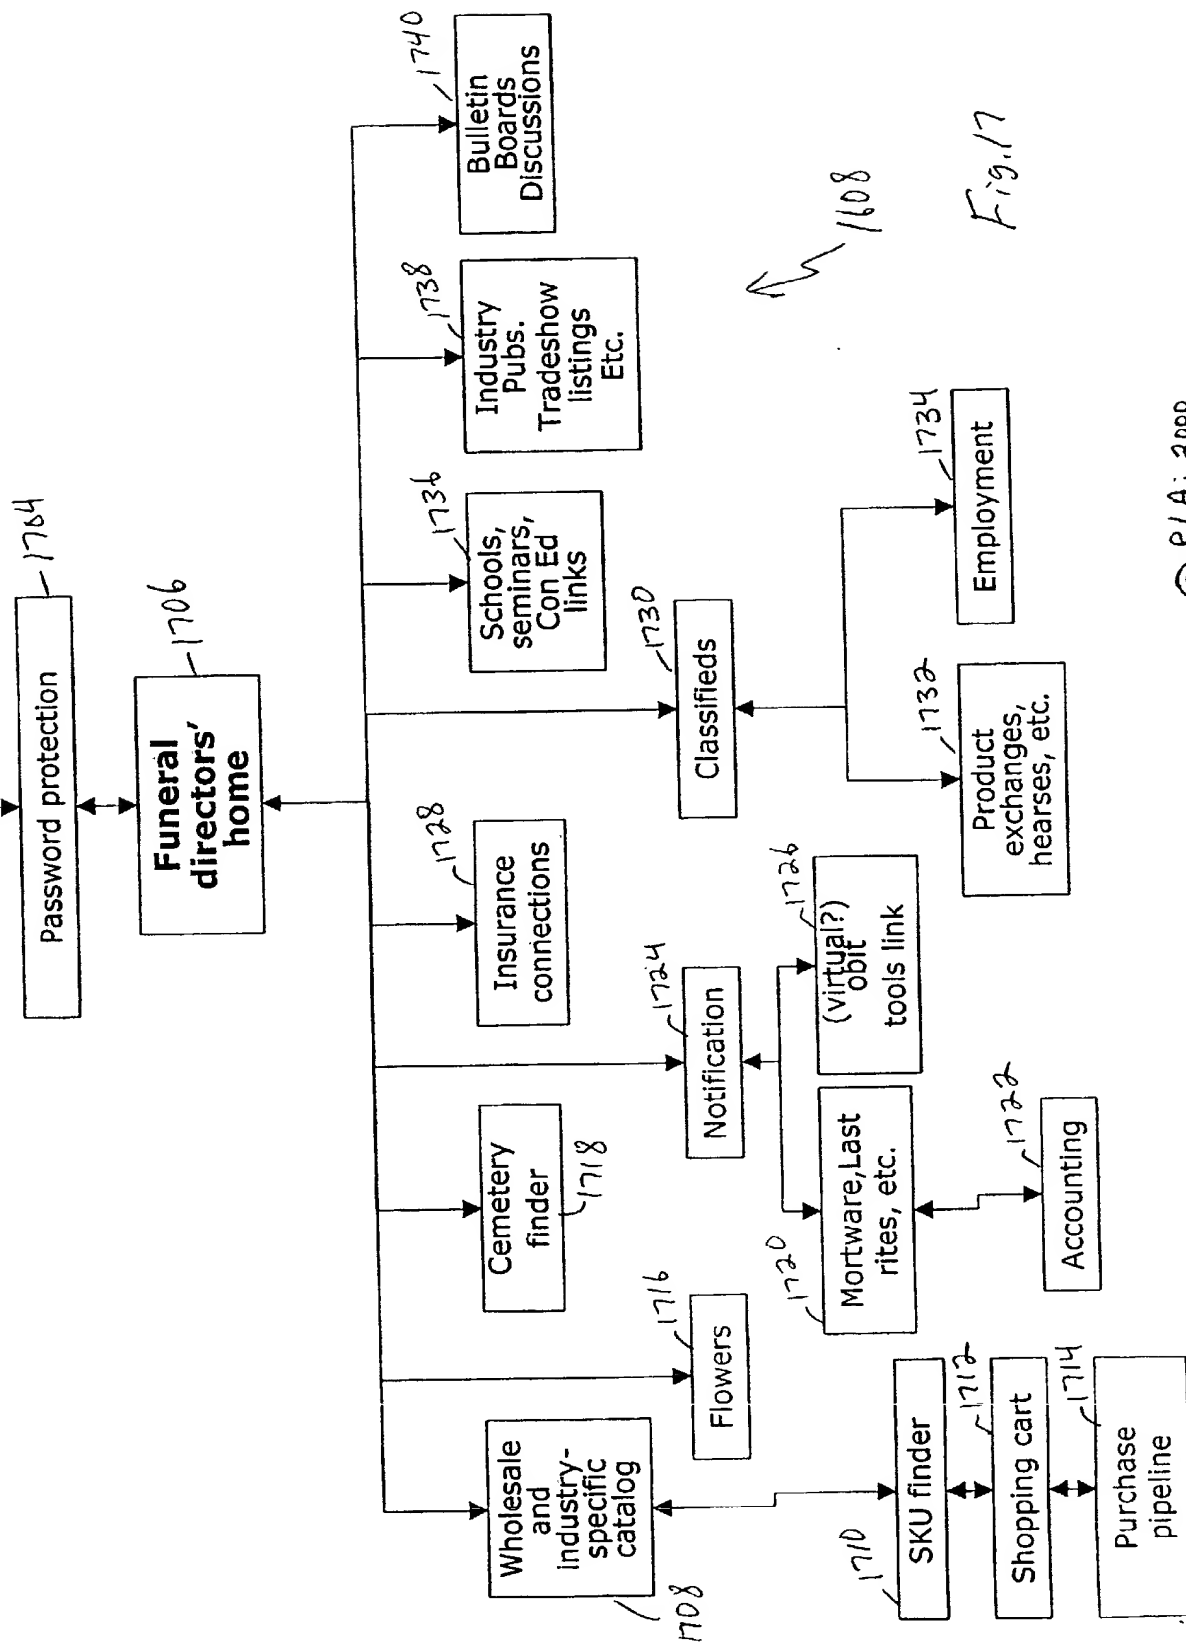 Password protection
1704
Funeral
directors'
home
1706
Wholesale
and
industry-
specific
catalog
1708
Flowers
1716
Cemetery
finder
1718
Notification
1724
Insurance
connections
1728
Classifieds
1730
Schools,
seminars,
Con Ed
links
1736
Industry
Pubs.
Tradeshow
listings
Etc.
1738
Bulletin
Boards
Discussions
1740
SKU finder
1710
Shopping cart
1712
Purchase
pipeline
1714
Mortware,Last
rites, etc.
1720
Accounting
1722
(virtual?)
obit
tools link
1726
Product
exchanges,
hearses, etc.
1732
Employment
1734
1608
Fig.17